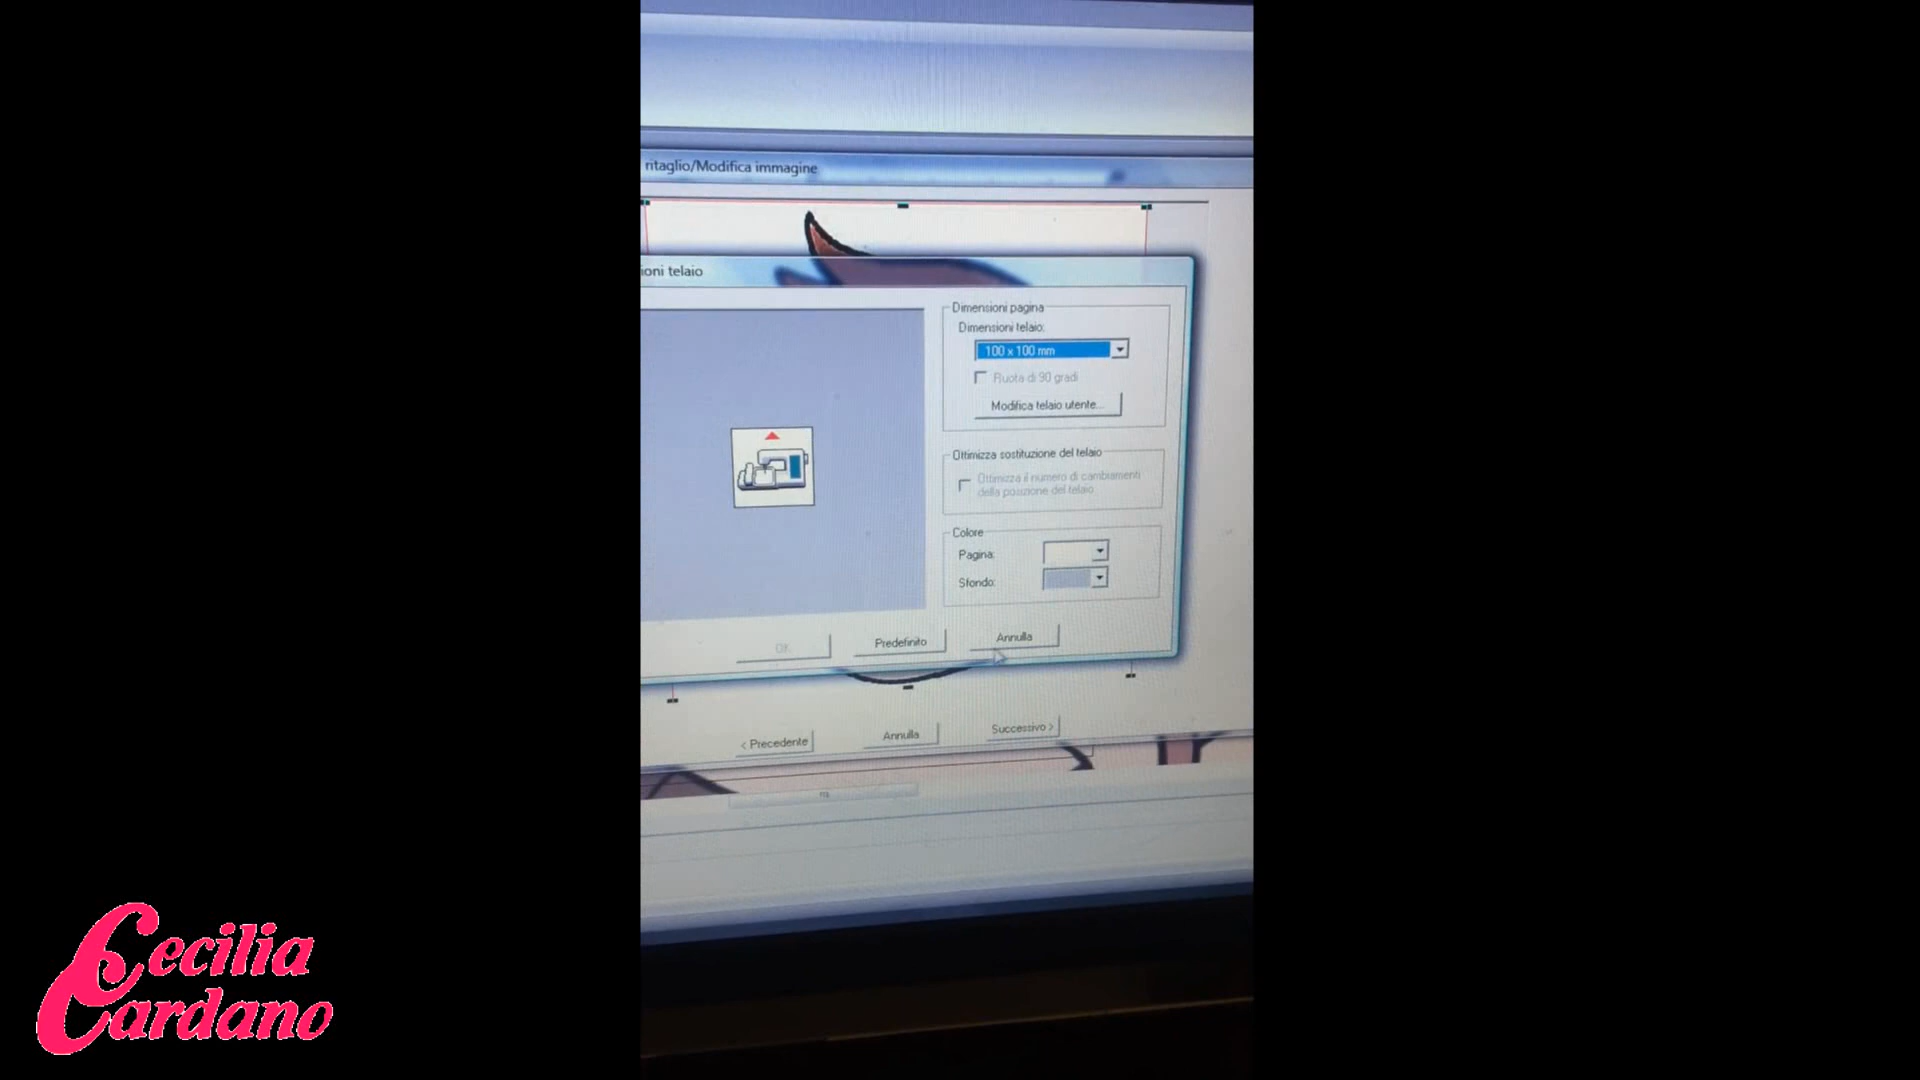 ritaglio/Modifica immagine
ioni telaio
Dimensioni pagina
Dimensioni telaio:
100 x 100 mm
Ruota di 90 gradi
Modifica telaio utente...
Ottimizza sostituzione del telaio
Ottimizza il numero di cambiamenti
della posizione del telaio
Colore
Pagina:
Sfondo:
OK
Predefinito
Annulla
< Precedente
Annulla
Successivo >
Cecilia
Cardano